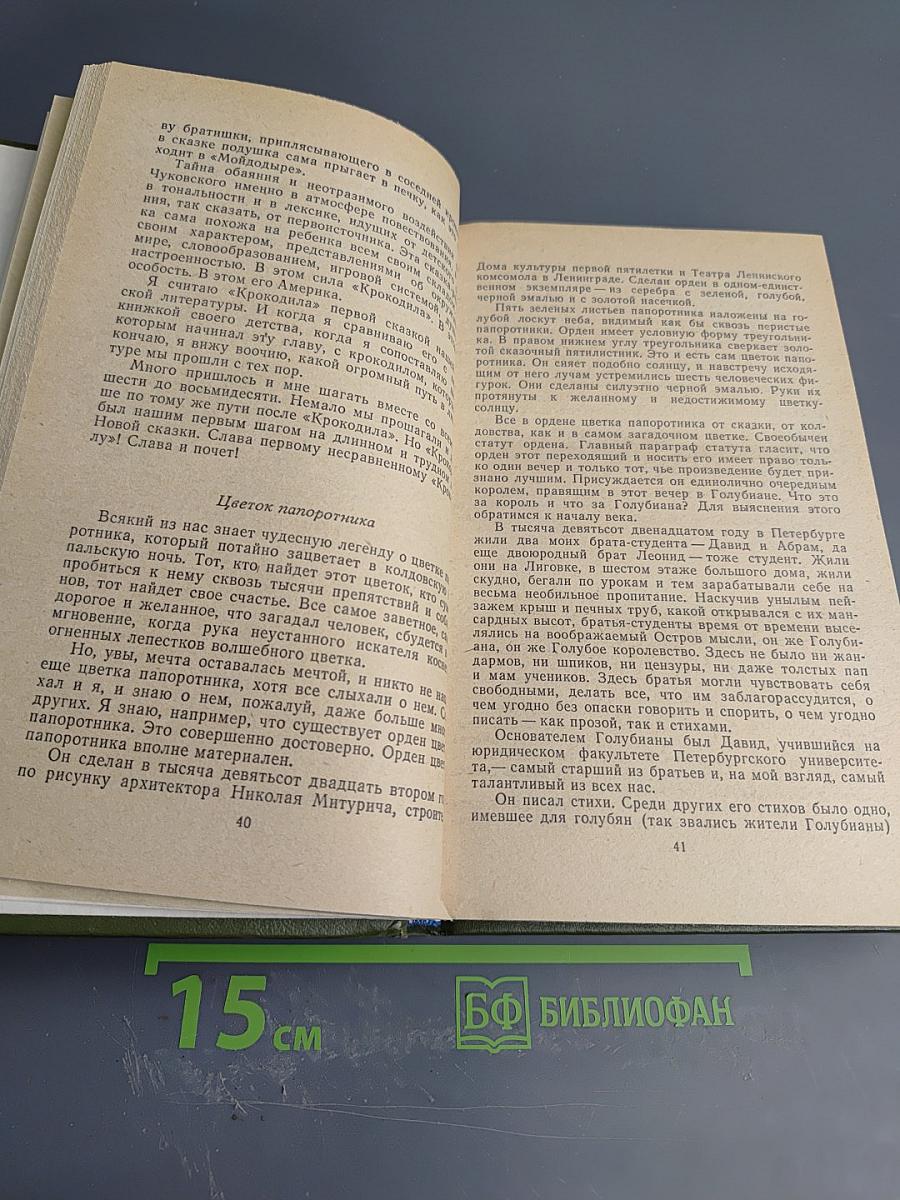 ву братишки, приплясывающего в соседней
в сказке подушка сама прыгает в печку, как
ходит в «Мойдодыре».
Тайна обаяния и неотразимого воздействия
Чуковского именно в атмосфере повествования,
в тональности и в лексике, идущих от детского
ния, так сказать, от первоисточника. Эта сказка
ка сама похожа на ребенка всем своим
своим характером, представлениями об
мире, словообразованием, игровой системой
настроенностью. В этом сила «Крокодила». В
особость. В этом его Америка.
Я считаю «Крокодила» первой сказкой нашей
ской литературы. И когда я сравниваю его с
книжкой своего детства, когда я сопоставляю
которым начинал эту главу, с крокодилом,
кончаю, я вижу воочию, какой огромный путь в
туре мы прошли с тех пор.
Много пришлось и мне шагать вместе со
шести до восьмидесяти. Немало мы прошагали
ше по тому же пути после «Крокодила». Но
был нашим первым шагом на длинном и трудном
Новой сказки. Слава первому несравненному
лу»! Слава и почет!
Цветок папоротника
Всякий из нас знает чудесную легенду о цветке
ротника, который потайно зацветает в колдовскую
пальскую ночь. Тот, кто найдет этот цветок, кто
пробиться к нему сквозь тысячи препятствий и
нов, тот найдет свое счастье. Все самое заветное,
дорогое и желанное, что загадал человек, сбудется
мгновение, когда рука неустанного искателя
огненных лепестков волшебного цветка.
Но, увы, мечта оставалась мечтой, и никто не
еще цветка папоротника, хотя все слыхали о нем.
хал и я, и знаю о нем, пожалуй, даже больше
других. Я знаю, например, что существует орден
папоротника. Это совершенно достоверно. Орден
папоротника вполне материален.
Он сделан в тысяча девятьсот двадцать втором
по рисунку архитектора Николая Митурича,
40
Дома культуры первой пятилетки и Театра Ленинского
комсомола в Ленинграде. Сделан орден в одном-единст-
венном экземпляре — из серебра с зеленой, голубой,
черной эмалью и с золотой насечкой.
Пять зеленых листьев папоротника наложены на го-
лубой лоскут неба, видимый как бы сквозь перистые
папоротники. Орден имеет условную форму треугольни-
ка. В правом нижнем углу треугольника сверкает золо-
той сказочный пятилистник. Это и есть сам цветок папо-
ротника. Он сияет подобно солнцу, и навстречу исходя-
щим от него лучам устремились шесть человеческих фи-
гурок. Они сделаны силуэтно черной эмалью. Руки их
протянуты к желанному и недостижимому цветку-
солнцу.
Все в ордене цветка папоротника от сказки, от кол-
довства, как и в самом загадочном цветке. Своеобычен
статут ордена. Главный параграф статута гласит, что
орден этот переходящий и носить его имеет право толь-
ко один вечер и только тот, чье произведение будет при-
знано лучшим. Присуждается он единолично очередным
королем, правящим в этот вечер в Голубиане. Что это
за король и что за Голубиана? Для выяснения этого
обратимся к началу века.
В тысяча девятьсот двенадцатом году в Петербурге
жили два моих брата-студента — Давид и Абрам, да
еще двоюродный брат Леонид — тоже студент. Жили
они на Лиговке, в шестом этаже большого дома, жили
скудно, бегали по урокам и тем зарабатывали себе на
весьма необильное пропитание. Наскучив унылым пей-
зажем крыш и печных труб, какой открывался с их ман-
сардных высот, братья-студенты время от времени высе-
лялись на воображаемый Остров мысли, он же Голуби-
ана, он же Голубое королевство. Здесь не было ни жан-
дармов, ни шпиков, ни цензуры, ни даже толстых пап
и мам учеников. Здесь братья могли чувствовать себя
свободными, делать все, что им заблагорассудится, о
чем угодно без опаски говорить и спорить, о чем угодно
писать — как прозой, так и стихами.
Основателем Голубианы был Давид, учившийся на
юридическом факультете Петербургского университе-
та,— самый старший из братьев и, на мой взгляд, самый
талантливый из всех нас.
Он писал стихи. Среди других его стихов было одно,
имевшее для голубян (так звались жители Голубианы)
41
15 см
БФ БИБЛИОФАН